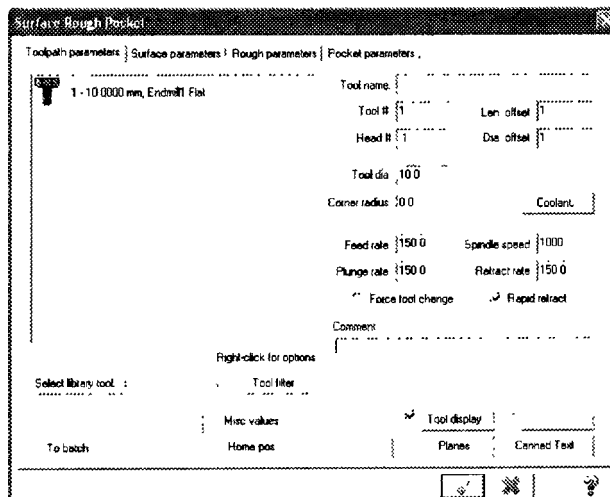 Surface Rough Pocket
Toolpath parameters Surface parameters Rough parameters Pocket parameters
1 - 10.0000 mm, Endmill1 Flat
Tool name:
Tool # 1 Len. offset 1
Head # 1 Dia. offset 1
Tool dia 10.0
Corner radius 0.0 Coolant.
Feed rate 150.0 Spindle speed 1000
Plunge rate 150.0 Retract rate 150.0
Force tool change Rapid retract
Comment
Right-click for options
Select library tool. Tool filter
Misc values Tool display
To batch Home pos Planes Canned Text